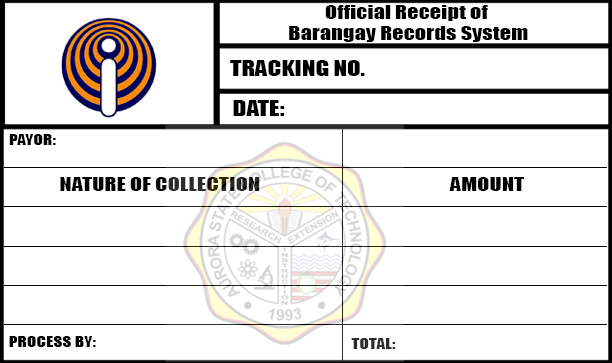 Official Receipt of
Barangay Records System
TRACKING NO.
DATE:
PAYOR:
NATURE OF COLLECTION
AMOUNT
AURORA STATE COLLEGE OF TECHNOLOGY
RESEARCH
EXTENSION
INSTRUCTION
1993
PROCESS BY:
TOTAL: